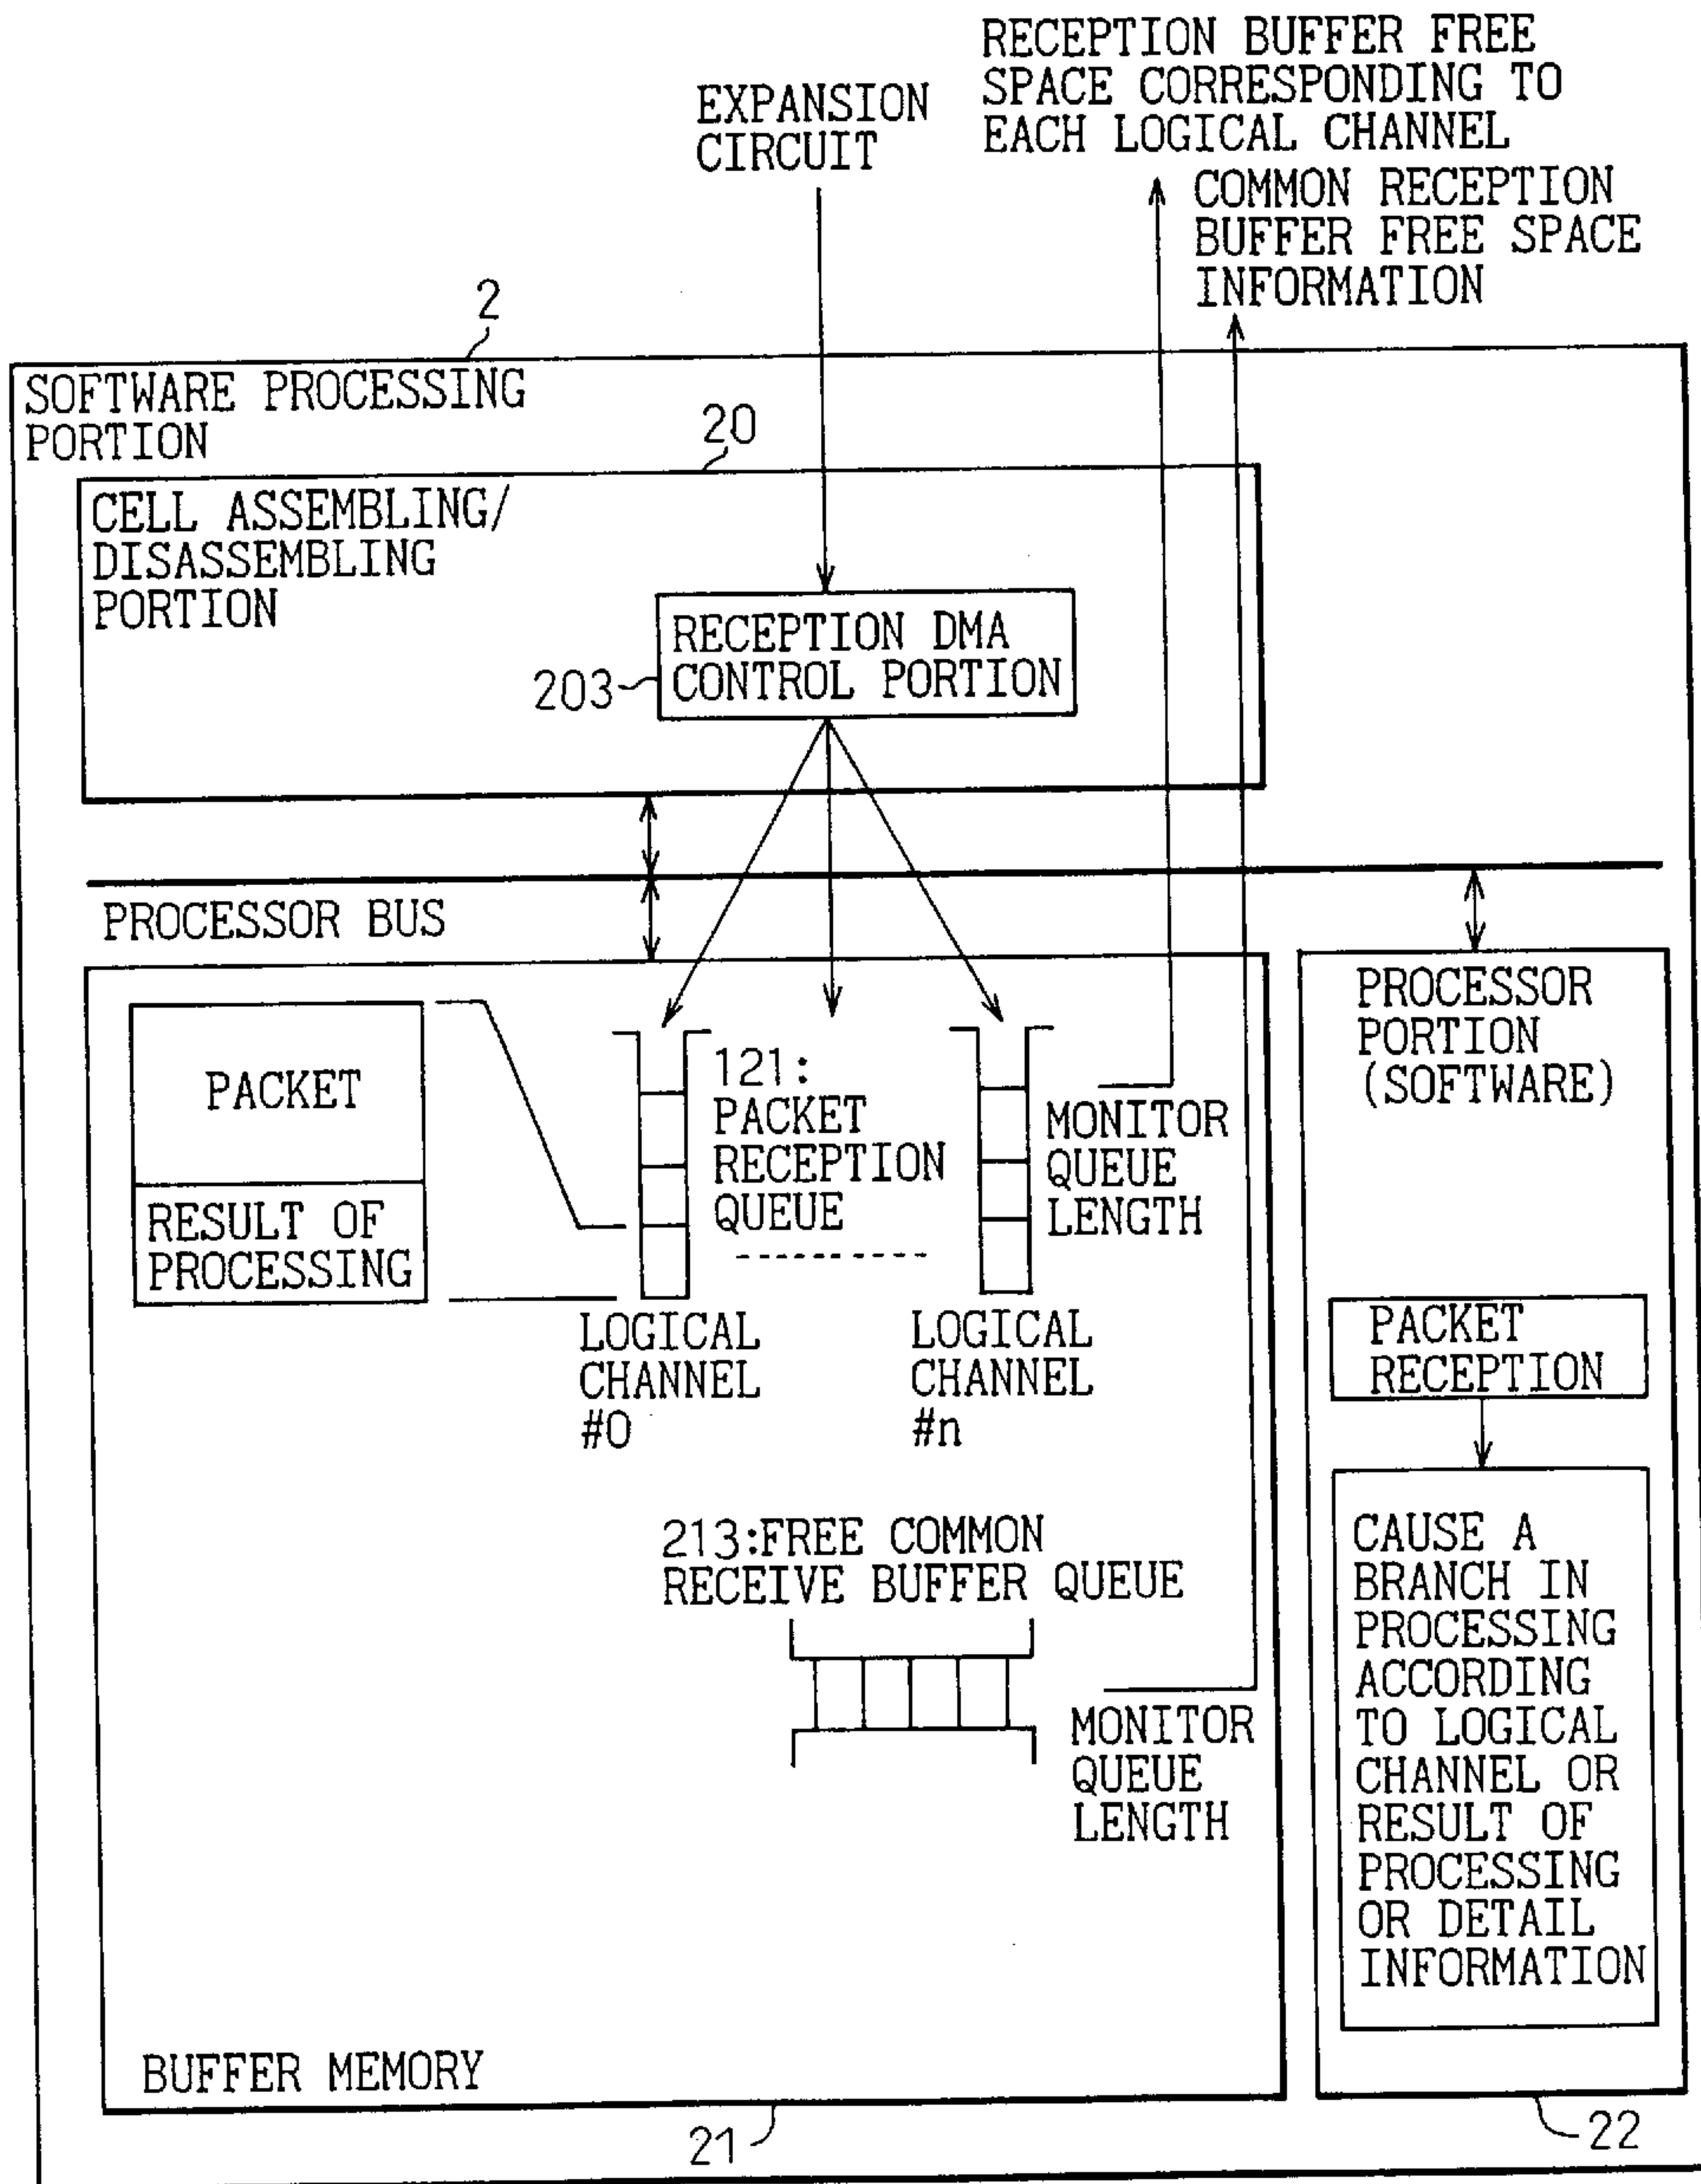 RECEPTION BUFFER FREE
SPACE CORRESPONDING TO
EACH LOGICAL CHANNEL
EXPANSION
CIRCUIT
COMMON RECEPTION
BUFFER FREE SPACE
INFORMATION
2
SOFTWARE PROCESSING
PORTION
20
CELL ASSEMBLING/
DISASSEMBLING
PORTION
RECEPTION DMA
CONTROL PORTION
203
PROCESSOR BUS
PACKET
RESULT OF
PROCESSING
121:
PACKET
RECEPTION
QUEUE
MONITOR
QUEUE
LENGTH
LOGICAL
CHANNEL
#0
LOGICAL
CHANNEL
#n
213:FREE COMMON
RECEIVE BUFFER QUEUE
MONITOR
QUEUE
LENGTH
BUFFER MEMORY
21
PROCESSOR
PORTION
(SOFTWARE)
PACKET
RECEPTION
CAUSE A
BRANCH IN
PROCESSING
ACCORDING
TO LOGICAL
CHANNEL OR
RESULT OF
PROCESSING
OR DETAIL
INFORMATION
22